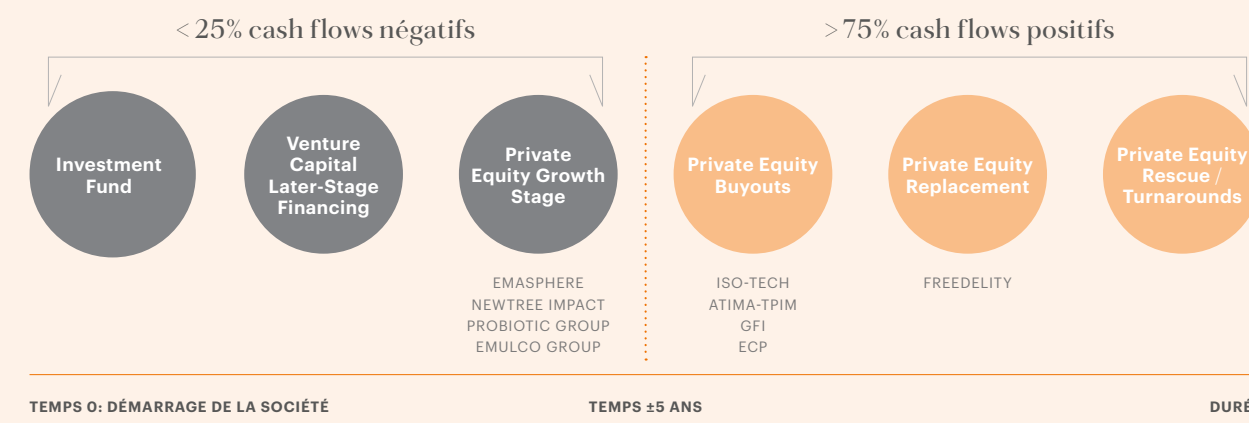 < 25% cash flows négatifs
> 75% cash flows positifs
Investment
Fund
Venture
Capital
Later-Stage
Financing
Private
Equity Growth
Stage
Private Equity
Buyouts
Private Equity
Replacement
Private Equity
Rescue /
Turnarounds
EMASPHERE
NEWTREE IMPACT
PROBIOTIC GROUP
EMULCO GROUP
ISO-TECH
ATIMA-TPIM
GFI
ECP
FREEDELITY
TEMPS 0: DÉMARRAGE DE LA SOCIÉTÉ
TEMPS ±5 ANS